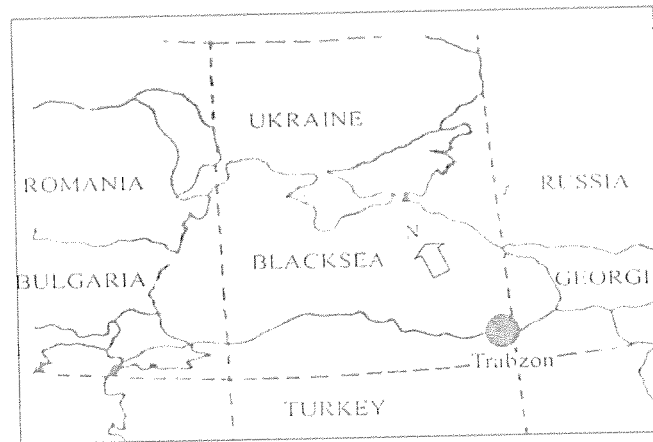 UKRAINE
ROMANIA
RUSSIA
N
BULGARIA
BLACKSEA
GEORGI
Trabzon
TURKEY